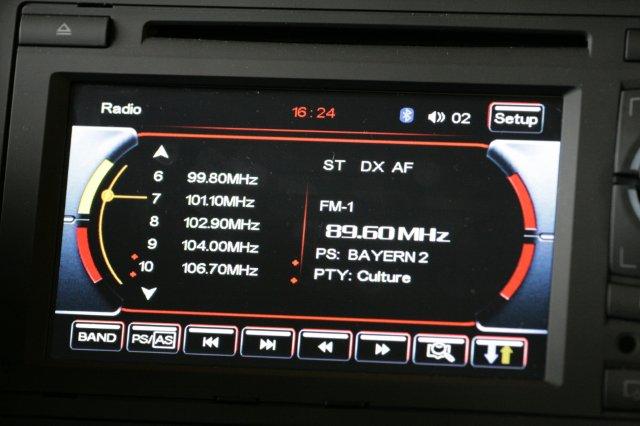 Radio 16:24 02 Setup
ST DX AF
6 99.80MHz
7 101.10MHz
8 102.90MHz
9 104.00MHz
10 106.70MHz
FM-1
89.60 MHz
PS: BAYERN 2
PTY: Culture
BAND PS/AS